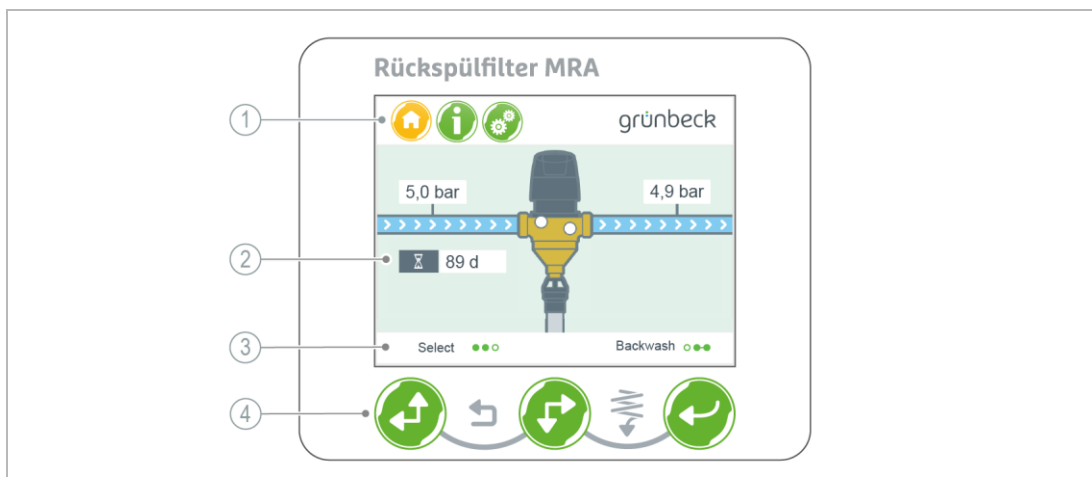 Rückspülfilter MRA
1
grünbeck
5,0 bar
4,9 bar
2
89 d
3
Select
Backwash
4